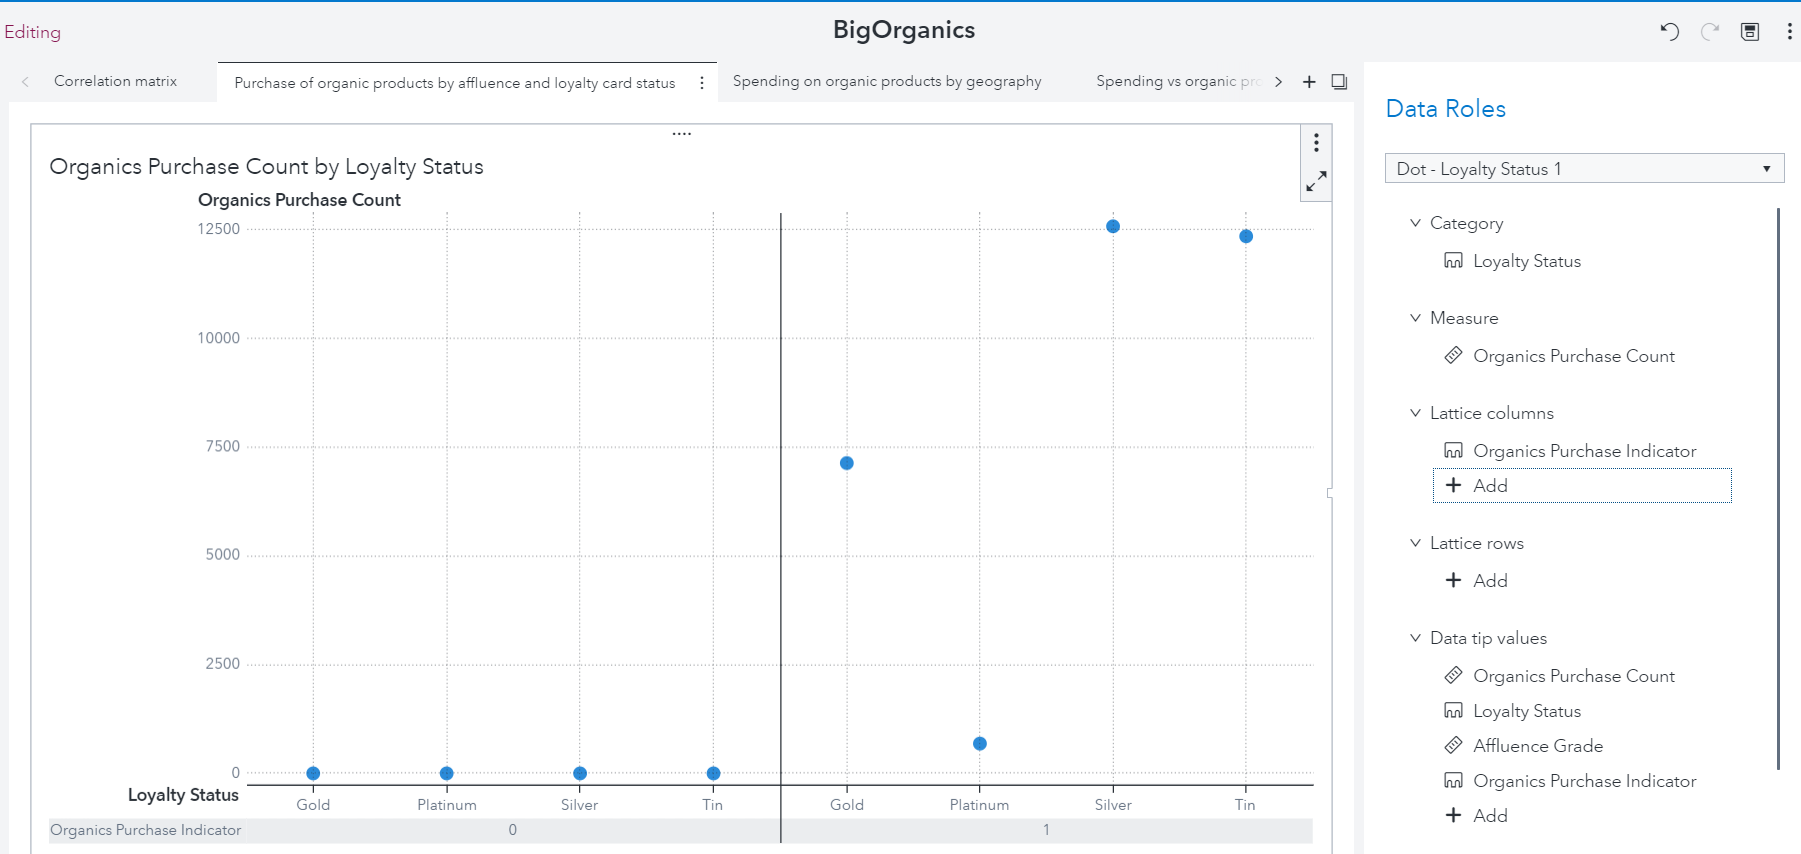 Editing
BigOrganics
Correlation matrix
Purchase of organic products by affluence and loyalty card status
Spending on organic products by geography
Spending vs organic pro
Organics Purchase Count by Loyalty Status
Organics Purchase Count
12500
10000
7500
5000
2500
0
Loyalty Status
Gold Platinum Silver Tin Gold Platinum Silver Tin
Organics Purchase Indicator 0 1
Data Roles
Dot - Loyalty Status 1
Category
Loyalty Status
Measure
Organics Purchase Count
Lattice columns
Organics Purchase Indicator
Add
Lattice rows
Add
Data tip values
Organics Purchase Count
Loyalty Status
Affluence Grade
Organics Purchase Indicator
Add